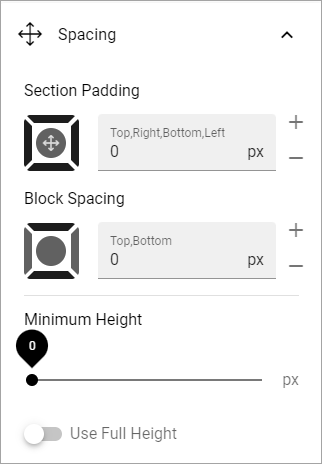 Spacing
Section Padding
Top,Right,Bottom,Left
0 px
Block Spacing
Top,Bottom
0 px
Minimum Height
0
px
Use Full Height